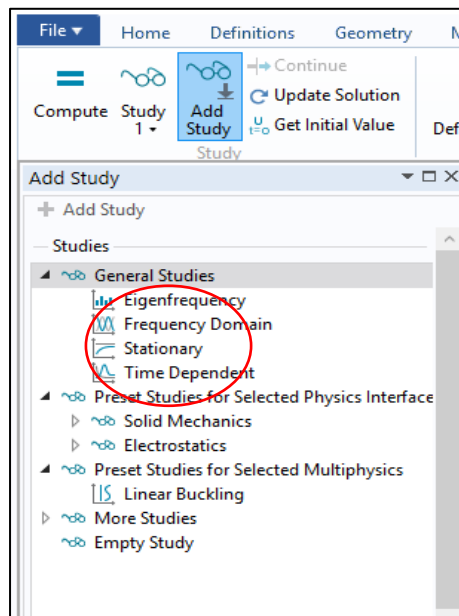 File Home Definitions Geometry
Continue
Compute Study Add Update Solution
1 Study Get Initial Value Def
Study
Add Study
Add Study
Studies
General Studies
Eigenfrequency
Frequency Domain
Stationary
Time Dependent
Preset Studies for Selected Physics Interface
Solid Mechanics
Electrostatics
Preset Studies for Selected Multiphysics
Linear Buckling
More Studies
Empty Study